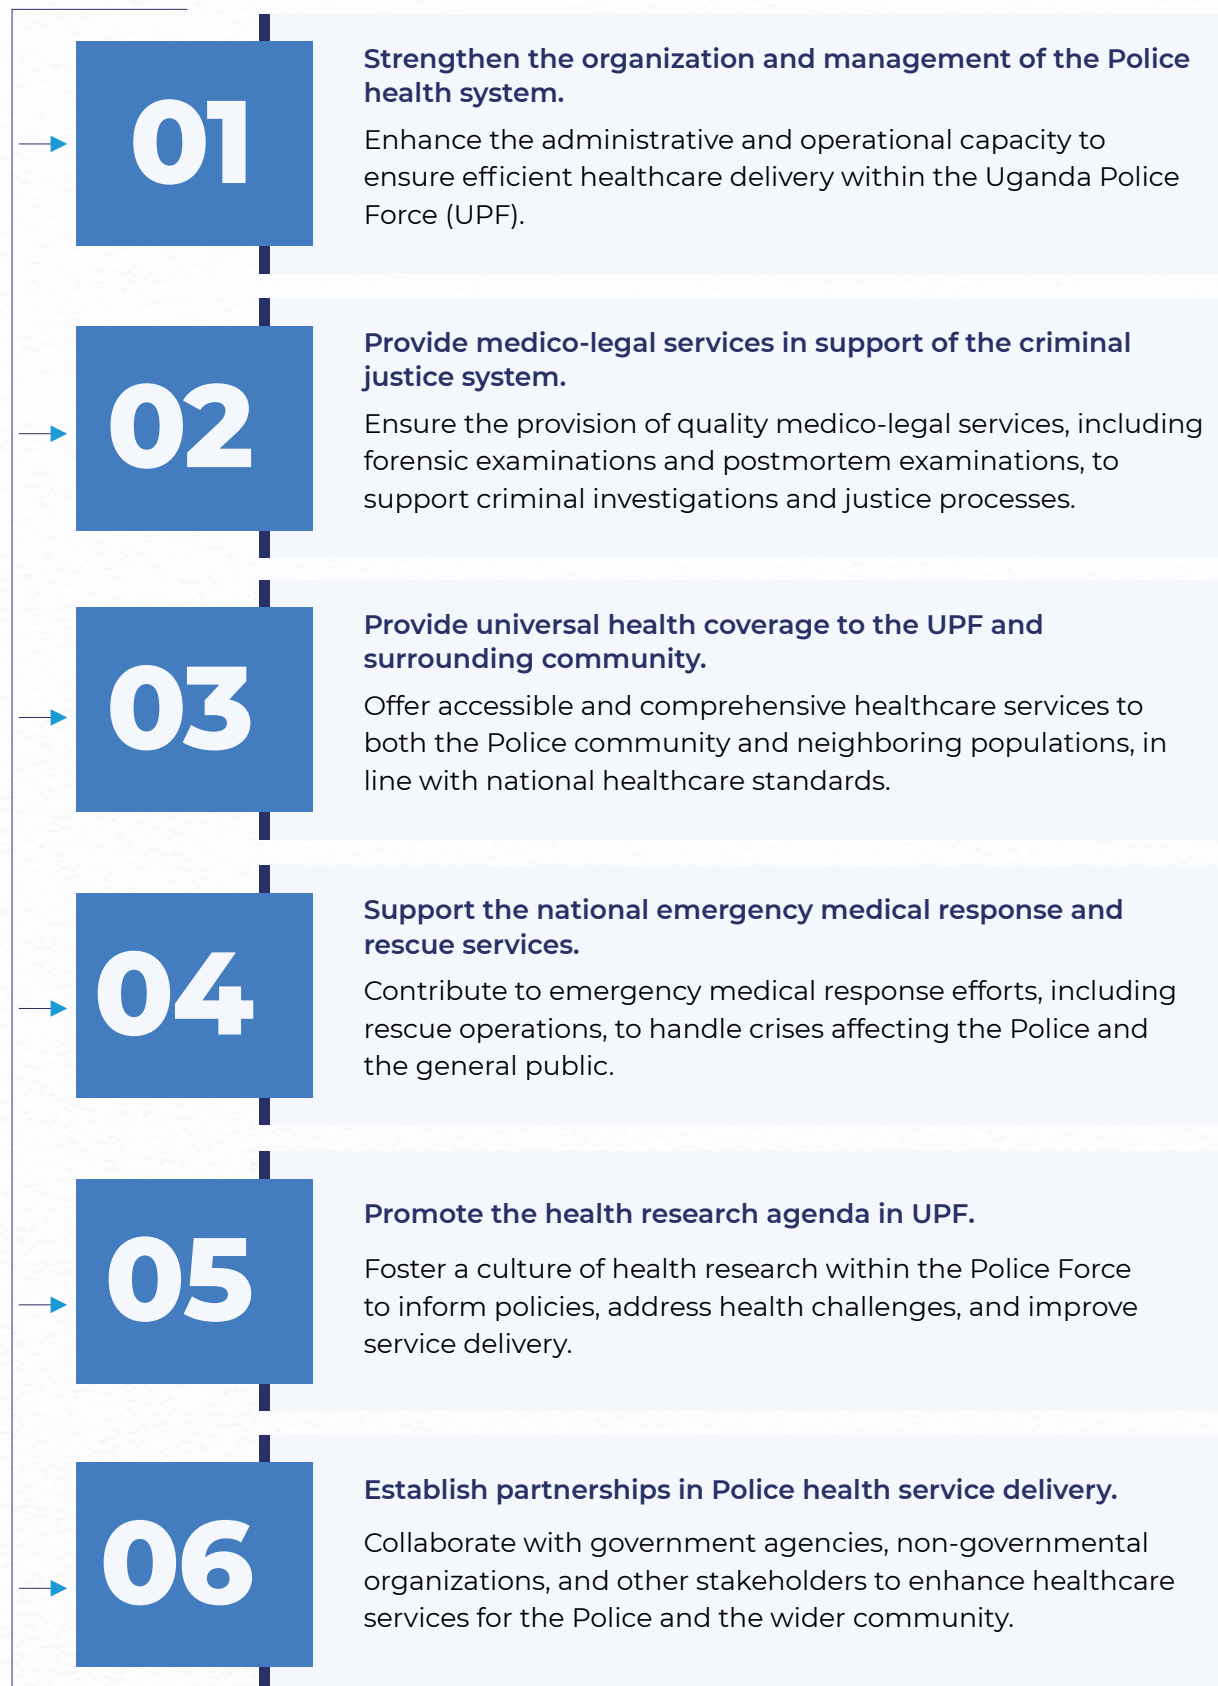 01
Strengthen the organization and management of the Police
health system.
Enhance the administrative and operational capacity to
ensure efficient healthcare delivery within the Uganda Police
Force (UPF).
02
Provide medico-legal services in support of the criminal
justice system.
Ensure the provision of quality medico-legal services, including
forensic examinations and postmortem examinations, to
support criminal investigations and justice processes.
03
Provide universal health coverage to the UPF and
surrounding community.
Offer accessible and comprehensive healthcare services to
both the Police community and neighboring populations, in
line with national healthcare standards.
04
Support the national emergency medical response and
rescue services.
Contribute to emergency medical response efforts, including
rescue operations, to handle crises affecting the Police and
the general public.
05
Promote the health research agenda in UPF.
Foster a culture of health research within the Police Force
to inform policies, address health challenges, and improve
service delivery.
06
Establish partnerships in Police health service delivery.
Collaborate with government agencies, non-governmental
organizations, and other stakeholders to enhance healthcare
services for the Police and the wider community.